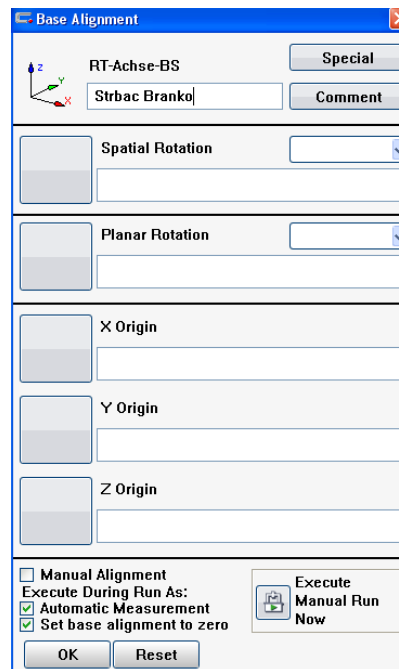 Base Alignment
Z
Y
X
RT-Achse-BS
Special
Strbac Branko
Comment
Spatial Rotation
Planar Rotation
X Origin
Y Origin
Z Origin
Manual Alignment
Execute During Run As:
Automatic Measurement
Set base alignment to zero
Execute
Manual Run
Now
OK
Reset